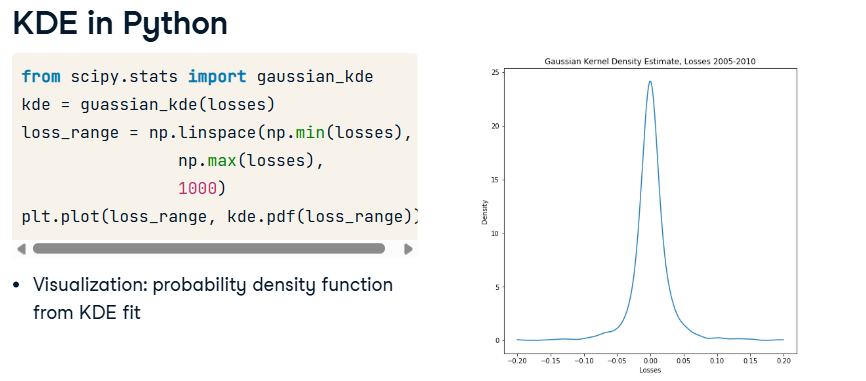 KDE in Python
from scipy.stats import gaussian_kde
kde = guassian_kde(losses)
loss_range = np.linspace(np.min(losses),
np.max(losses),
1000)
plt.plot(loss_range, kde.pdf(loss_range))
Visualization: probability density function
from KDE fit
Gaussian Kernel Density Estimate, Losses 2005-2010
25
20
15
10
5
0
Density
−0.20 −0.15 −0.10 −0.05 0.00 0.05 0.10 0.15 0.20
Losses